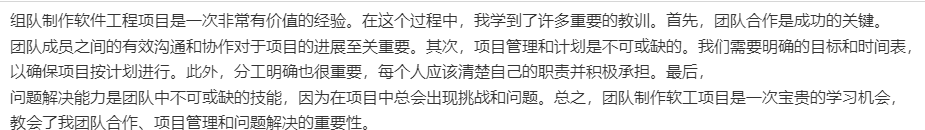 组队制作软件工程项目是一次非常有价值的经验。在这个过程中，我学到了许多重要的教训。首先，团队合作是成功的关键。
团队成员之间的有效沟通和协作对于项目的进展至关重要。其次，项目管理和计划是不可或缺的。我们需要明确的目标和时间表，
以确保项目按计划进行。此外，分工明确也很重要，每个人应该清楚自己的职责并积极承担。最后，
问题解决能力是团队中不可或缺的技能，因为在项目中总会出现挑战和问题。总之，团队制作软工项目是一次宝贵的学习机会，
教会了我团队合作、项目管理和问题解决的重要性。